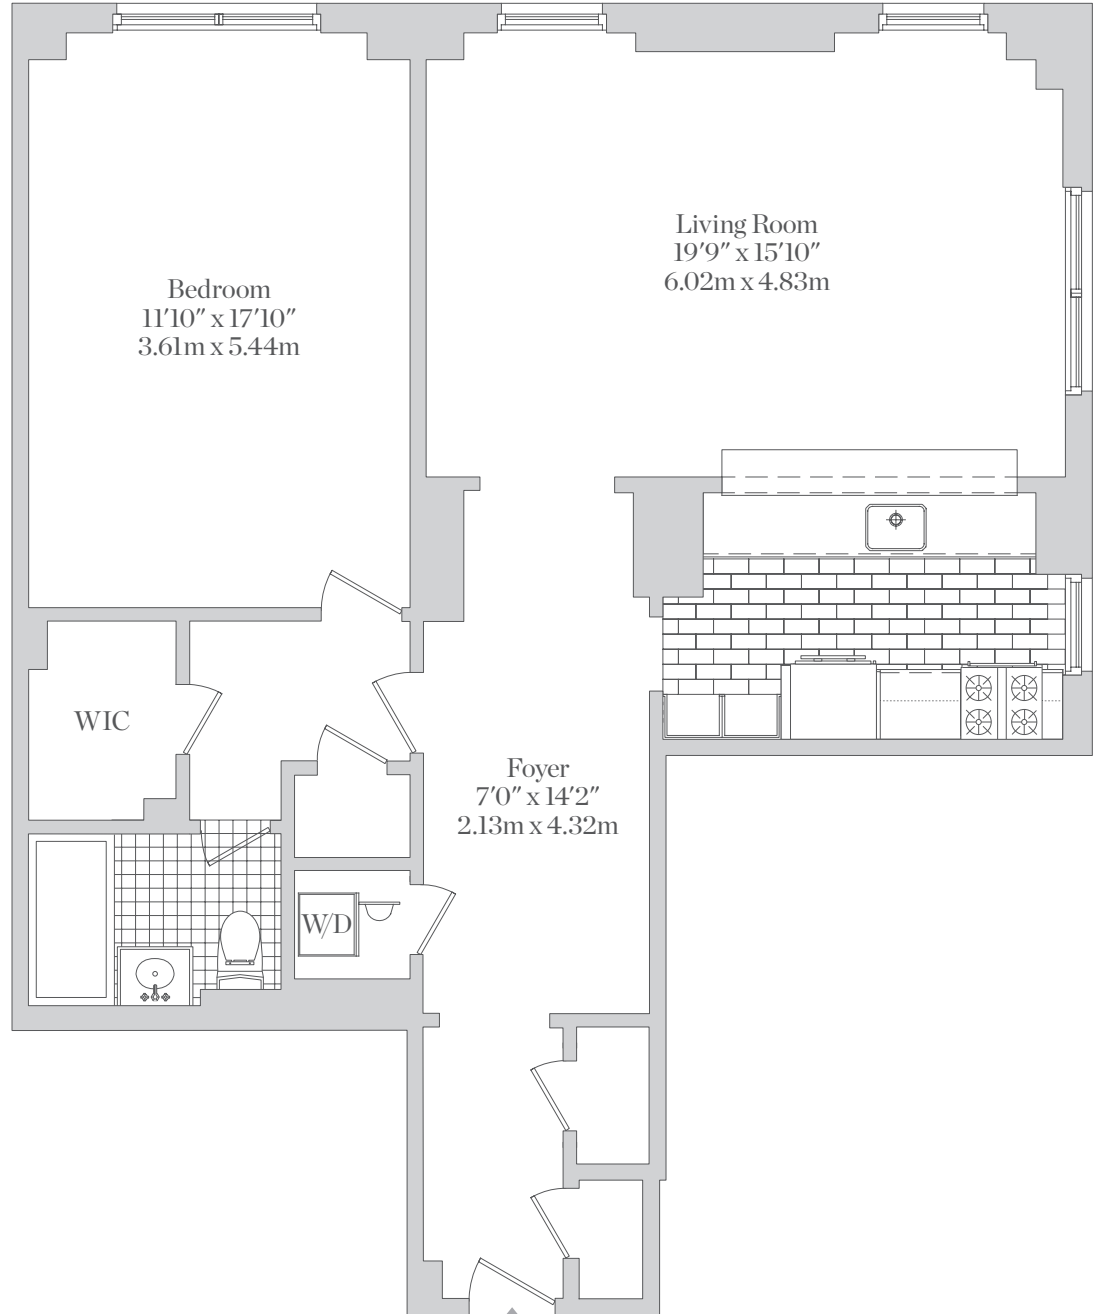 Living Room
19'9" x 15'10"
6.02m x 4.83m
Bedroom
11'10" x 17'10"
3.61m x 5.44m
WIC
Foyer
7'0" x 14'2"
2.13m x 4.32m
W/D